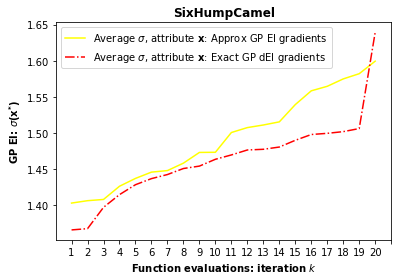 SixHumpCamel
Average σ, attribute x: Approx GP EI gradients
Average σ, attribute x: Exact GP dEI gradients
GP EI: σ(x*)
1.65
1.60
1.55
1.50
1.45
1.40
1 2 3 4 5 6 7 8 9 10 11 12 13 14 15 16 17 18 19 20
Function evaluations: iteration k